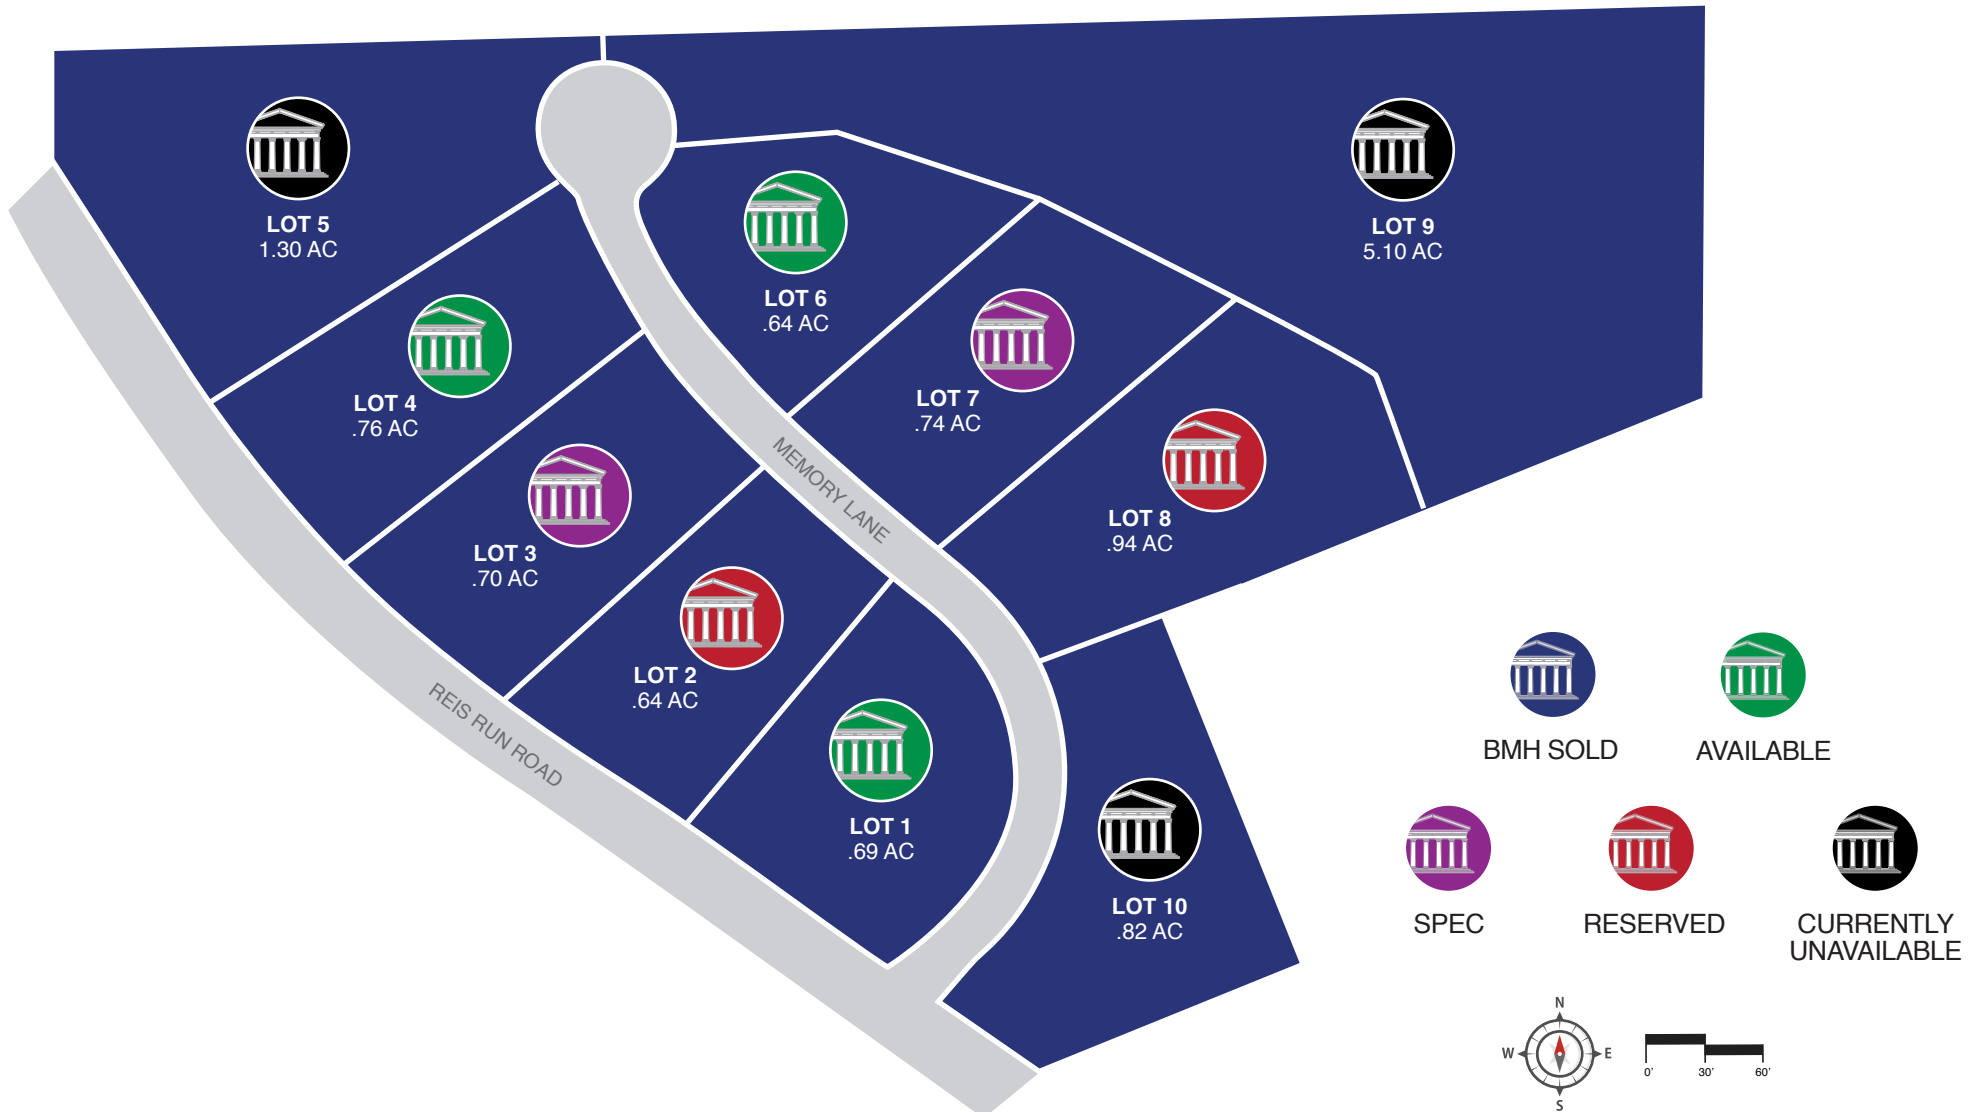 LOT 5
1.30 AC
LOT 9
5.10 AC
LOT 6
.64 AC
LOT 4
.76 AC
LOT 7
.74 AC
MEMORY LANE
LOT 8
.94 AC
LOT 3
.70 AC
LOT 2
.64 AC
REIS RUN ROAD
LOT 1
.69 AC
LOT 10
.82 AC
BMH SOLD
AVAILABLE
SPEC
RESERVED
CURRENTLY
UNAVAILABLE
N
W
E
S
0'
30'
60'